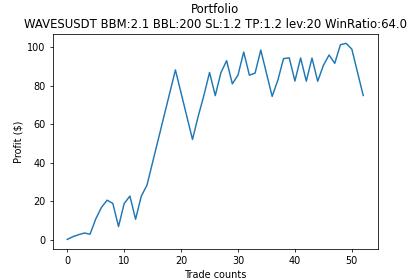 Portfolio
WAVESUSDT BBM:2.1 BBL:200 SL:1.2 TP:1.2 lev:20 WinRatio:64.0
100
80
60
40
20
0
Profit ($)
0 10 20 30 40 50
Trade counts